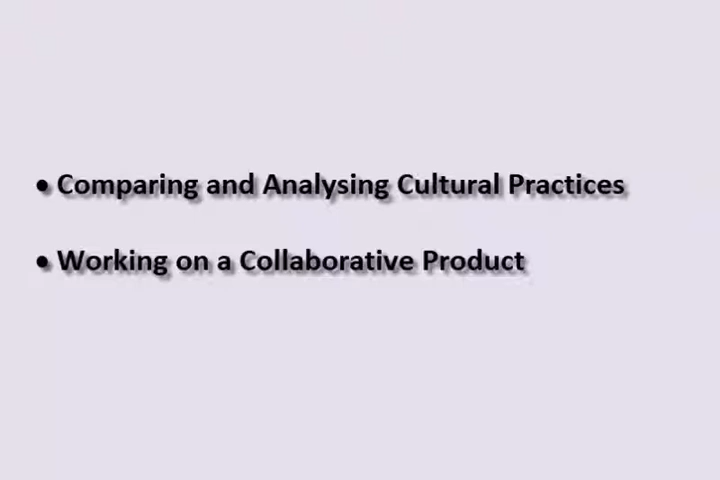 • Comparing and Analysing Cultural Practices
• Working on a Collaborative Product